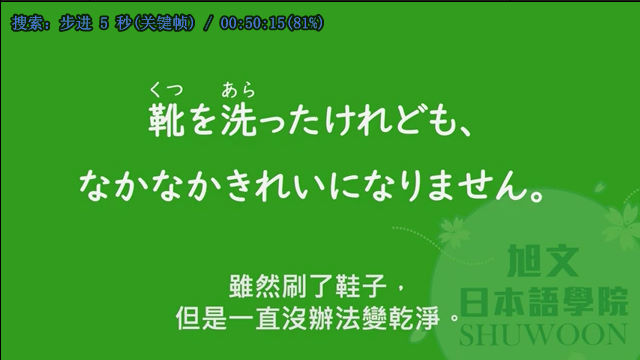 搜索: 步进 5 秒(关键帧) / 00:50:15(81%)
くつ あら
靴を洗ったけれども、
なかなかきれいになりません。
雖然刷了鞋子，
但是一直沒辦法變乾淨。
旭文
日本語學院
SHUWOON